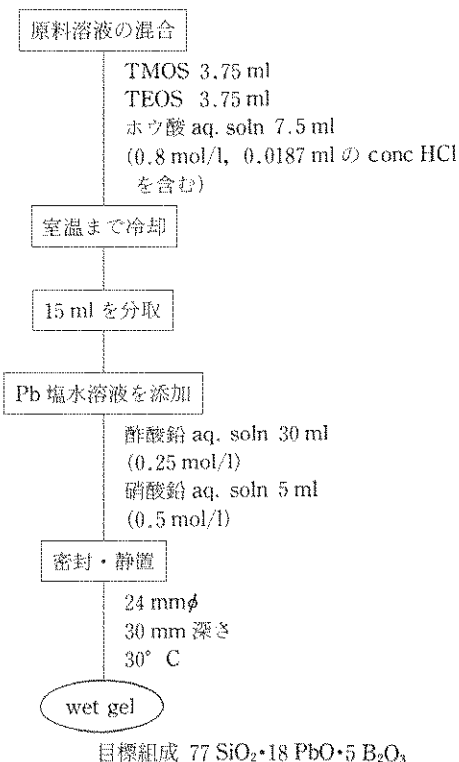 原料溶液の混合
TMOS 3.75 ml
TEOS 3.75 ml
ホウ酸 aq. soln 7.5 ml
(0.8 mol/l, 0.0187 ml の conc HCl
を含む)
室温まで冷却
15 ml を分取
Pb 塩水溶液を添加
酢酸鉛 aq. soln 30 ml
(0.25 mol/l)
硝酸鉛 aq. soln 5 ml
(0.5 mol/l)
密封・静置
24 mmϕ
30 mm 深さ
30° C
wet gel
目標組成 77 SiO₂・18 PbO・5 B₂O₃